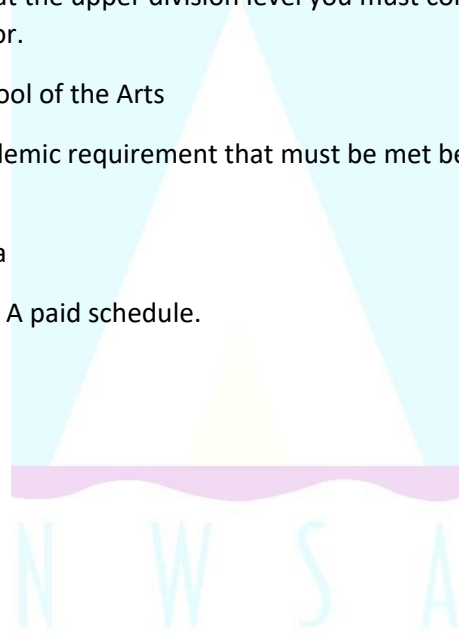 at the upper division level you must con
or.
ool of the Arts
demic requirement that must be met be
a
A paid schedule.
N W S A